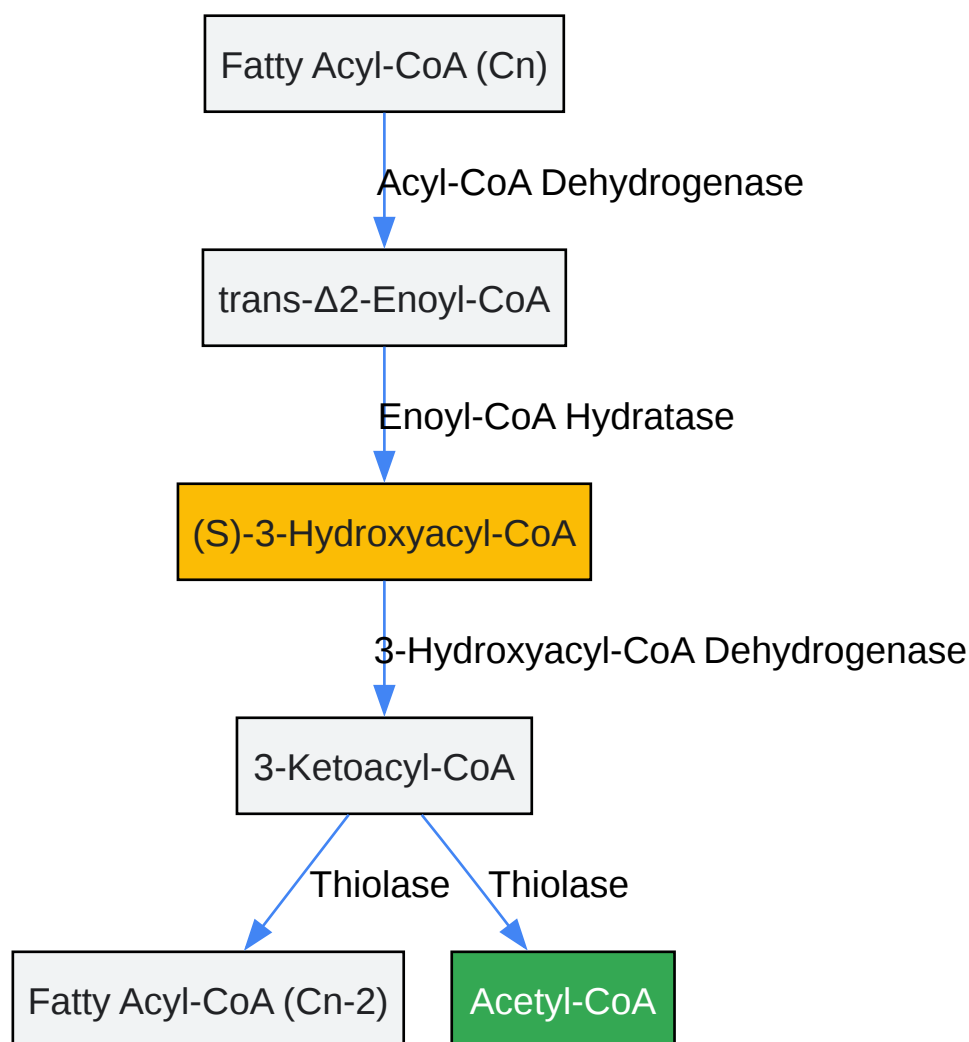 Fatty Acyl-CoA (Cn)
Acyl-CoA Dehydrogenase
trans-Δ2-Enoyl-CoA
Enoyl-CoA Hydratase
(S)-3-Hydroxyacyl-CoA
3-Hydroxyacyl-CoA Dehydrogenase
3-Ketoacyl-CoA
Thiolase
Thiolase
Fatty Acyl-CoA (Cn-2)
Acetyl-CoA